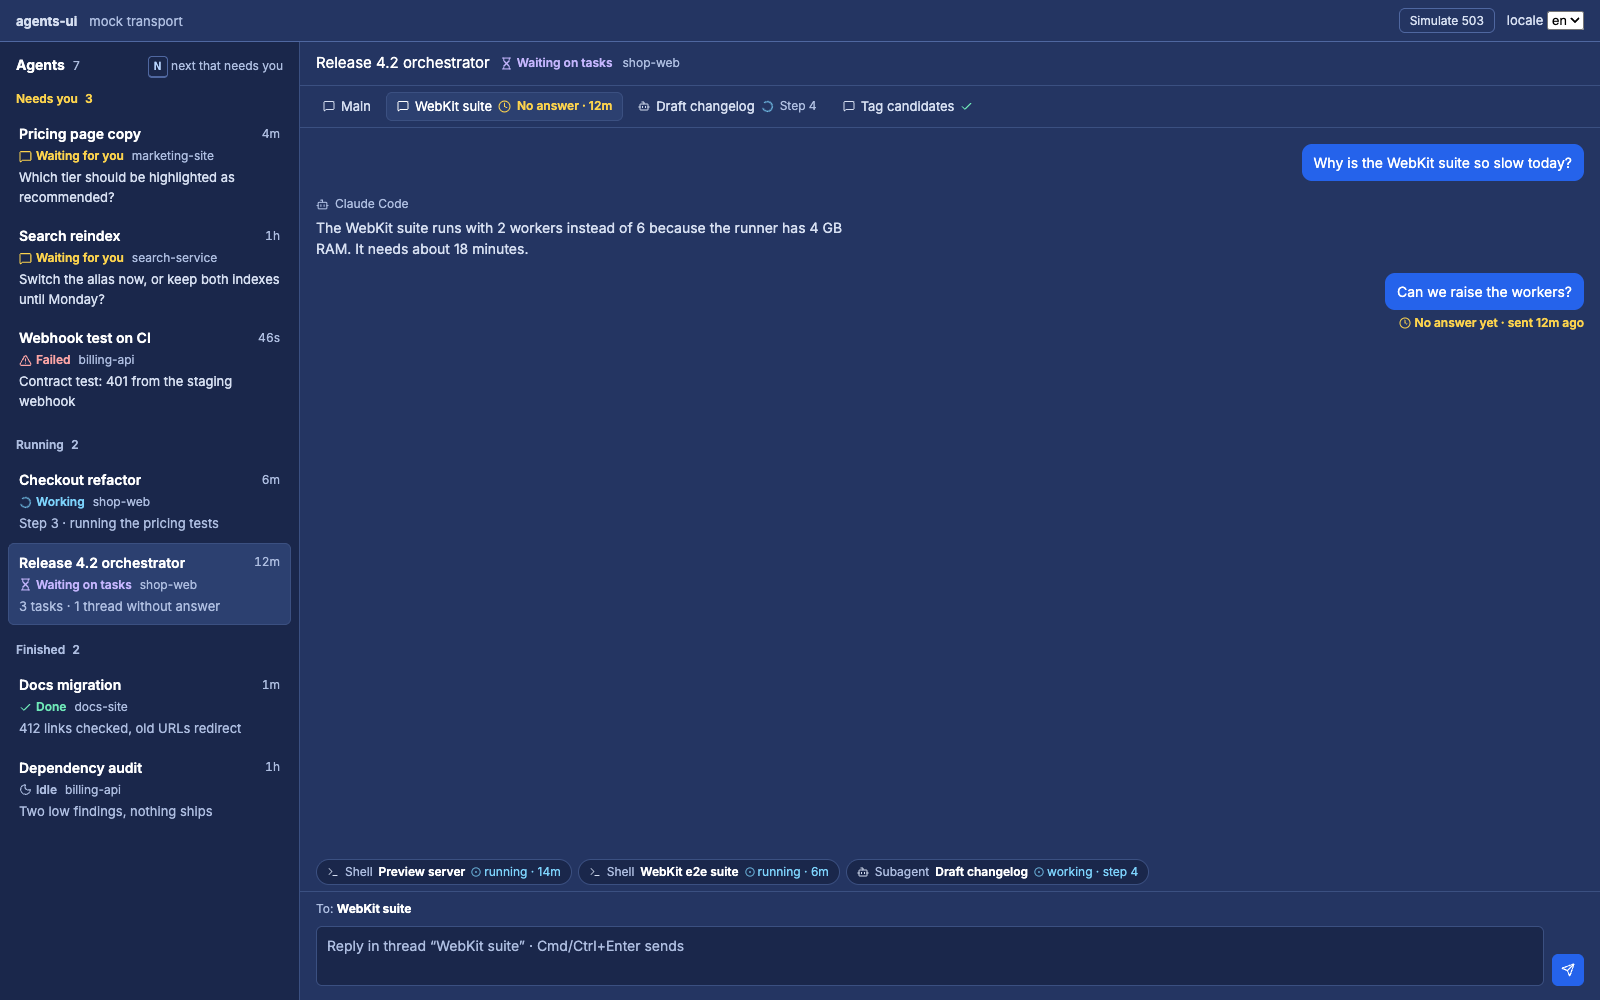 agents-ui mock transport
Simulate 503 locale en
Agents 7 N next that needs you
Needs you 3
Pricing page copy 4m
Waiting for you marketing-site
Which tier should be highlighted as
recommended?
Search reindex 1h
Waiting for you search-service
Switch the alias now, or keep both indexes
until Monday?
Webhook test on CI 46s
Failed billing-api
Contract test: 401 from the staging
webhook
Running 2
Checkout refactor 6m
Working shop-web
Step 3 · running the pricing tests
Release 4.2 orchestrator 12m
Waiting on tasks shop-web
3 tasks · 1 thread without answer
Finished 2
Docs migration 1m
Done docs-site
412 links checked, old URLs redirect
Dependency audit 1h
Idle billing-api
Two low findings, nothing ships
Release 4.2 orchestrator Waiting on tasks shop-web
Main WebKit suite No answer · 12m Draft changelog Step 4 Tag candidates
Why is the WebKit suite so slow today?
Claude Code
The WebKit suite runs with 2 workers instead of 6 because the runner has 4 GB
RAM. It needs about 18 minutes.
Can we raise the workers?
No answer yet · sent 12m ago
Shell Preview server running · 14m Shell WebKit e2e suite running · 6m Subagent Draft changelog working · step 4
To: WebKit suite
Reply in thread “WebKit suite” · Cmd/Ctrl+Enter sends